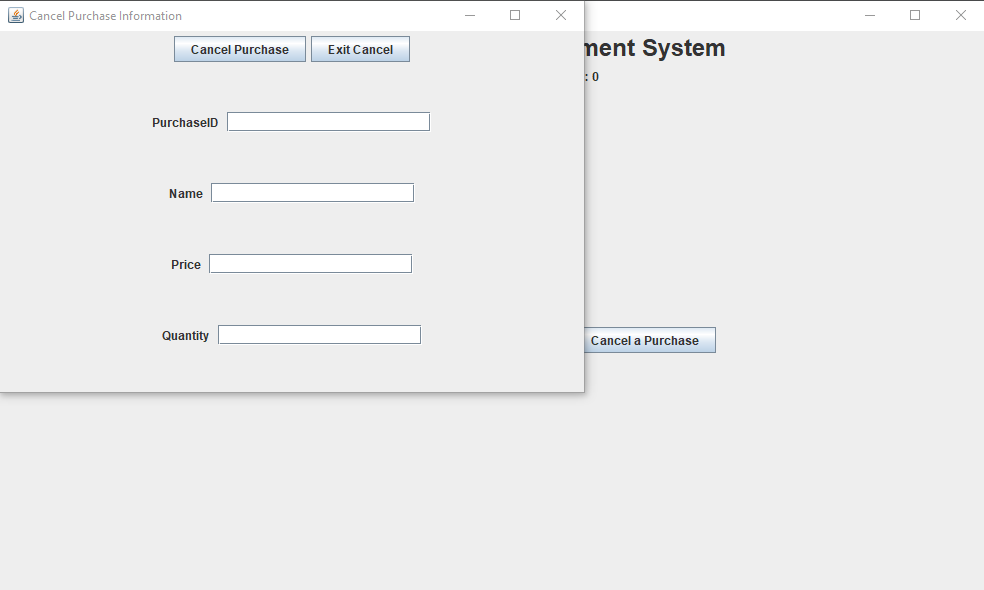 Cancel Purchase Information
Cancel Purchase Exit Cancel
ment System
: 0
PurchaseID
Name
Price
Quantity
Cancel a Purchase